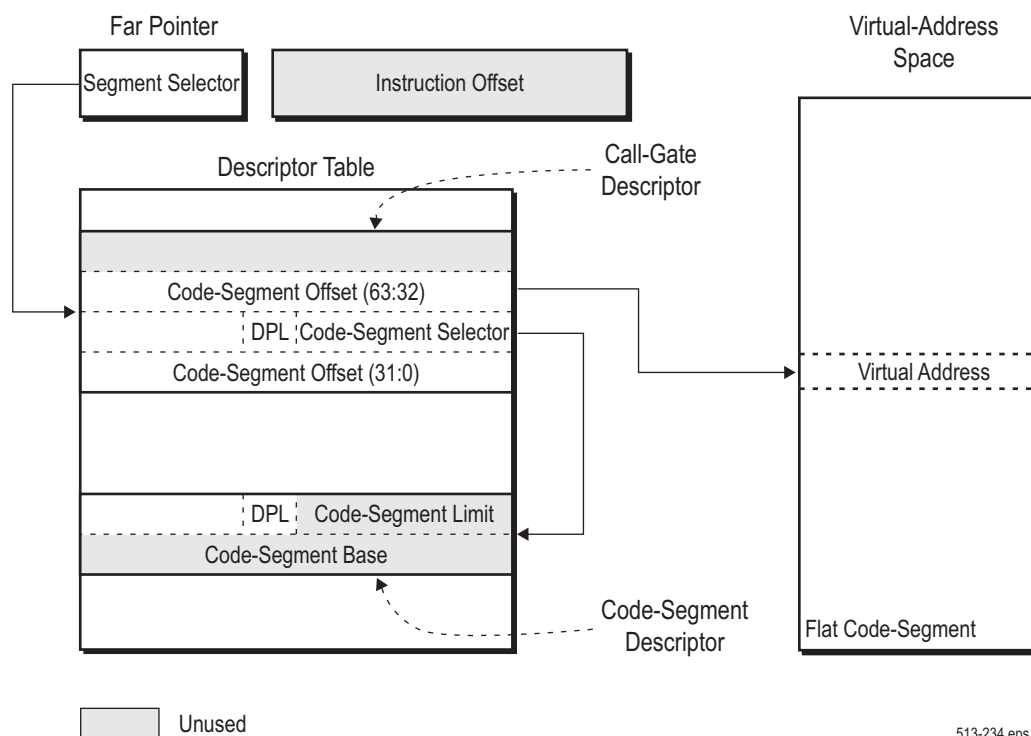 Far Pointer
Virtual-Address
Space
Segment Selector
Instruction Offset
Descriptor Table
Call-Gate
Descriptor
Code-Segment Offset (63:32)
DPL
Code-Segment Selector
Code-Segment Offset (31:0)
Virtual Address
DPL
Code-Segment Limit
Code-Segment Base
Code-Segment
Descriptor
Flat Code-Segment
Unused
513-234.eps